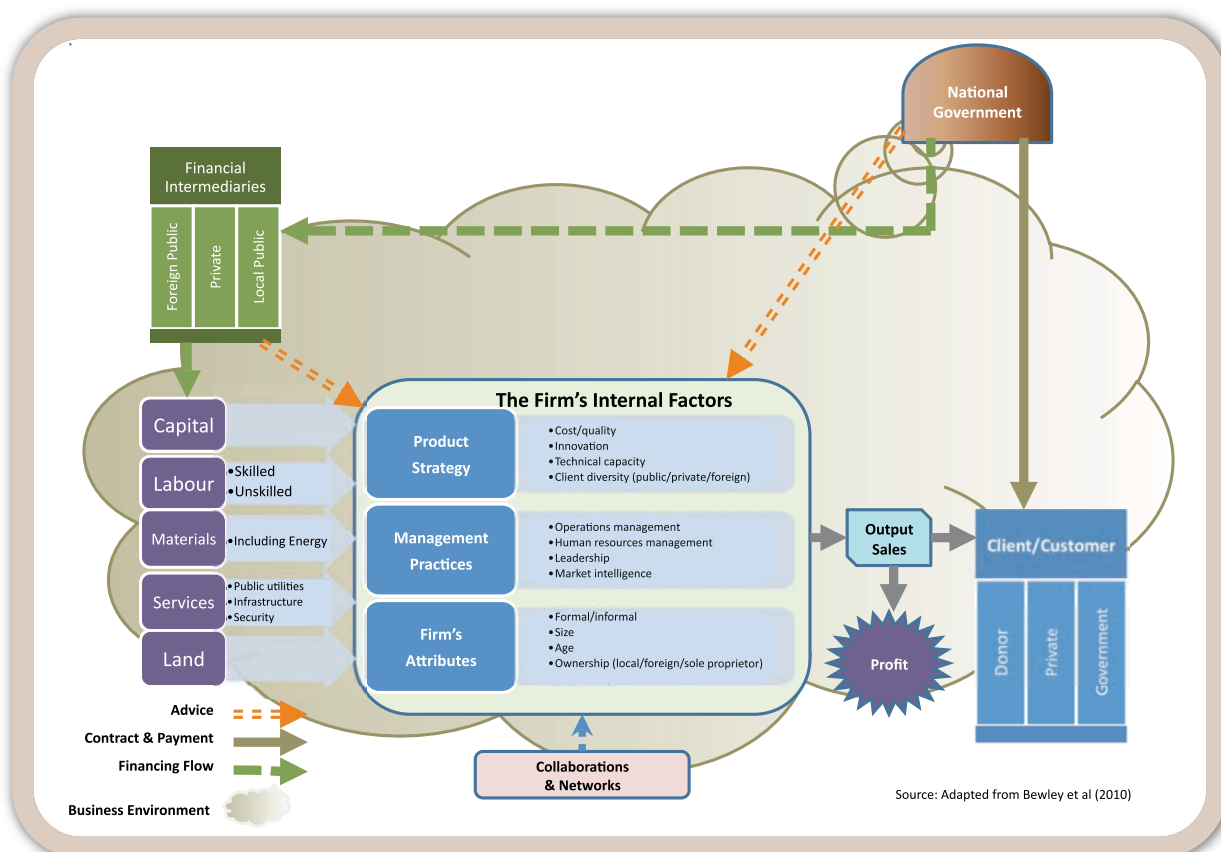 National
Government
Financial
Intermediaries
Foreign Public
Private
Local Public
Capital
Labour
•Skilled
•Unskilled
Materials
•Including Energy
Services
•Public utilities
•Infrastructure
•Security
Land
The Firm's Internal Factors
Product
Strategy
•Cost/quality
•Innovation
•Technical capacity
•Client diversity (public/private/foreign)
Management
Practices
•Operations management
•Human resources management
•Leadership
•Market intelligence
Firm's
Attributes
•Formal/informal
•Size
•Age
•Ownership (local/foreign/sole proprietor)
Output
Sales
Profit
Client/Customer
Donor
Private
Government
Advice
Contract & Payment
Financing Flow
Business Environment
Collaborations
& Networks
Source: Adapted from Bewley et al (2010)